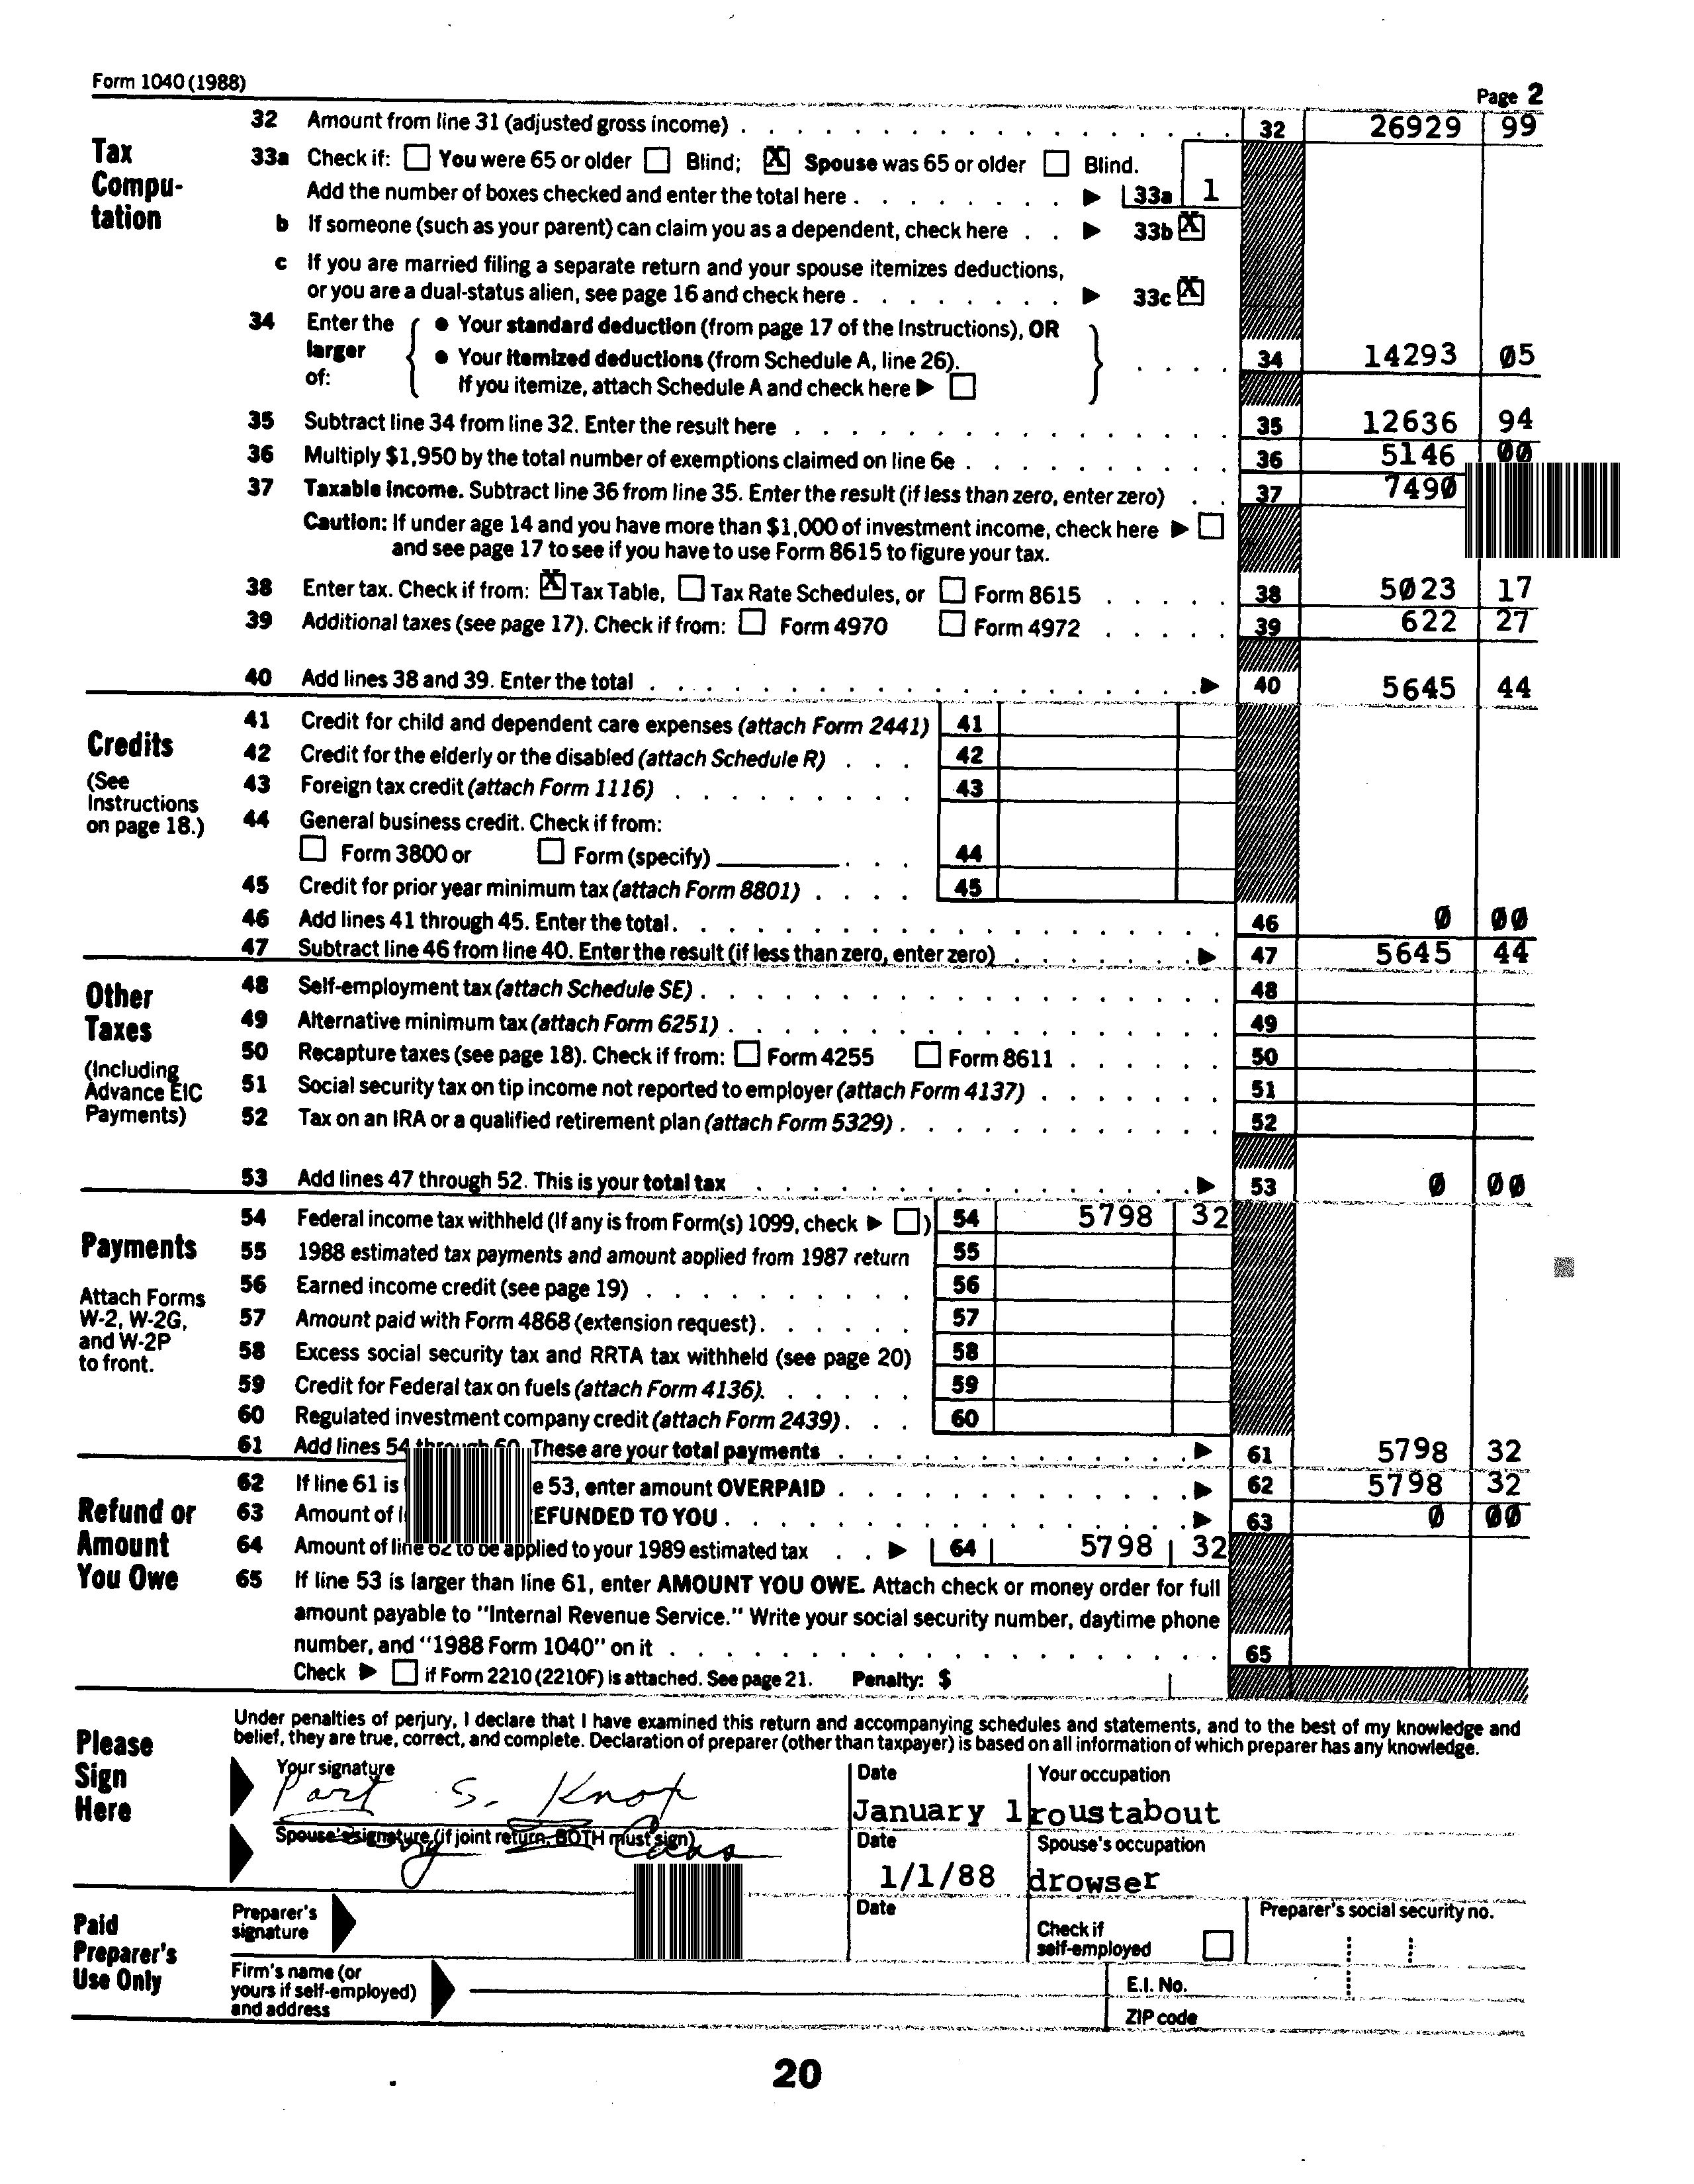 Form 1040 (1988)
Page 2
Tax Compu-tation
32 Amount from line 31 (adjusted gross income) 32 26929 99
33a Check if: You were 65 or older Blind; X Spouse was 65 or older Blind.
Add the number of boxes checked and enter the total here 33a 1
b If someone (such as your parent) can claim you as a dependent, check here 33b X
c If you are married filing a separate return and your spouse itemizes deductions,
or you are a dual-status alien, see page 16 and check here 33c X
34 Enter the larger of:
• Your standard deduction (from page 17 of the Instructions), OR
• Your itemized deductions (from Schedule A, line 26). 34 14293 05
If you itemize, attach Schedule A and check here
35 Subtract line 34 from line 32. Enter the result here 35 12636 94
36 Multiply $1,950 by the total number of exemptions claimed on line 6e 36 5146 00
37 Taxable income. Subtract line 36 from line 35. Enter the result (if less than zero, enter zero) 37 7490
Caution: If under age 14 and you have more than $1,000 of investment income, check here
and see page 17 to see if you have to use Form 8615 to figure your tax.
38 Enter tax. Check if from: X Tax Table, Tax Rate Schedules, or Form 8615 38 5023 17
39 Additional taxes (see page 17). Check if from: Form 4970 Form 4972 39 622 27
40 Add lines 38 and 39. Enter the total 40 5645 44
Credits
(See Instructions on page 18.)
41 Credit for child and dependent care expenses (attach Form 2441) 41
42 Credit for the elderly or the disabled (attach Schedule R) 42
43 Foreign tax credit (attach Form 1116) 43
44 General business credit. Check if from:
Form 3800 or Form (specify) 44
45 Credit for prior year minimum tax (attach Form 8801) 45
46 Add lines 41 through 45. Enter the total. 46 0 00
47 Subtract line 46 from line 40. Enter the result (if less than zero, enter zero) 47 5645 44
Other Taxes
(Including Advance EIC Payments)
48 Self-employment tax (attach Schedule SE) 48
49 Alternative minimum tax (attach Form 6251) 49
50 Recapture taxes (see page 18). Check if from: Form 4255 Form 8611 50
51 Social security tax on tip income not reported to employer (attach Form 4137) 51
52 Tax on an IRA or a qualified retirement plan (attach Form 5329) 52
53 Add lines 47 through 52. This is your total tax 53 0 00
Payments
Attach Forms W-2, W-2G, and W-2P to front.
54 Federal income tax withheld (If any is from Form(s) 1099, check ) 54 5798 32
55 1988 estimated tax payments and amount applied from 1987 return 55
56 Earned income credit (see page 19) 56
57 Amount paid with Form 4868 (extension request) 57
58 Excess social security tax and RRTA tax withheld (see page 20) 58
59 Credit for Federal tax on fuels (attach Form 4136). 59
60 Regulated investment company credit (attach Form 2439) 60
61 Add lines 54 through 60. These are your total payments 61 5798 32
Refund or Amount You Owe
62 If line 61 is e 53, enter amount OVERPAID 62 5798 32
63 Amount of EFUNDED TO YOU 63 0 00
64 Amount of line 62 to be applied to your 1989 estimated tax 64 5798 32
65 If line 53 is larger than line 61, enter AMOUNT YOU OWE. Attach check or money order for full
amount payable to "Internal Revenue Service." Write your social security number, daytime phone
number, and "1988 Form 1040" on it 65
Check if Form 2210 (2210F) is attached. See page 21. Penalty: $
Please Sign Here
Under penalties of perjury, I declare that I have examined this return and accompanying schedules and statements, and to the best of my knowledge and
belief, they are true, correct, and complete. Declaration of preparer (other than taxpayer) is based on all information of which preparer has any knowledge.
Your signature Date Your occupation
S. January 1 roustabout
Spouse's signature (if joint return, BOTH must sign) Date Spouse's occupation
1/1/88 drowser
Paid Preparer's Use Only
Preparer's signature Date Check if self-employed Preparer's social security no.
Firm's name (or yours if self-employed) and address E.I. No.
ZIP code
20